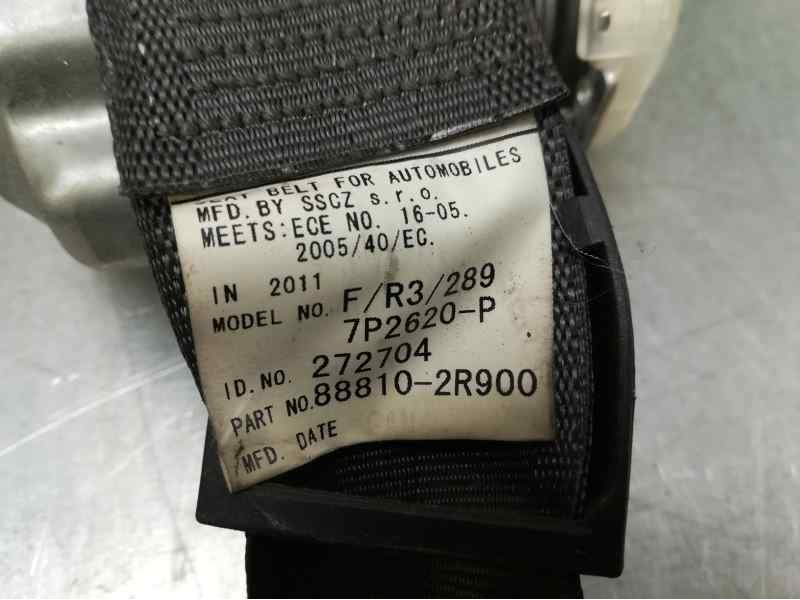 SEAT BELT FOR AUTOMOBILES
MFD. BY SSCZ s.r.o.
MEETS:ECE NO. 16-05.
2005/40/EC.
IN 2011
MODEL NO. F/R3/289
7P2620-P
ID.NO. 272704
PART NO.88810-2R900
MFD. DATE